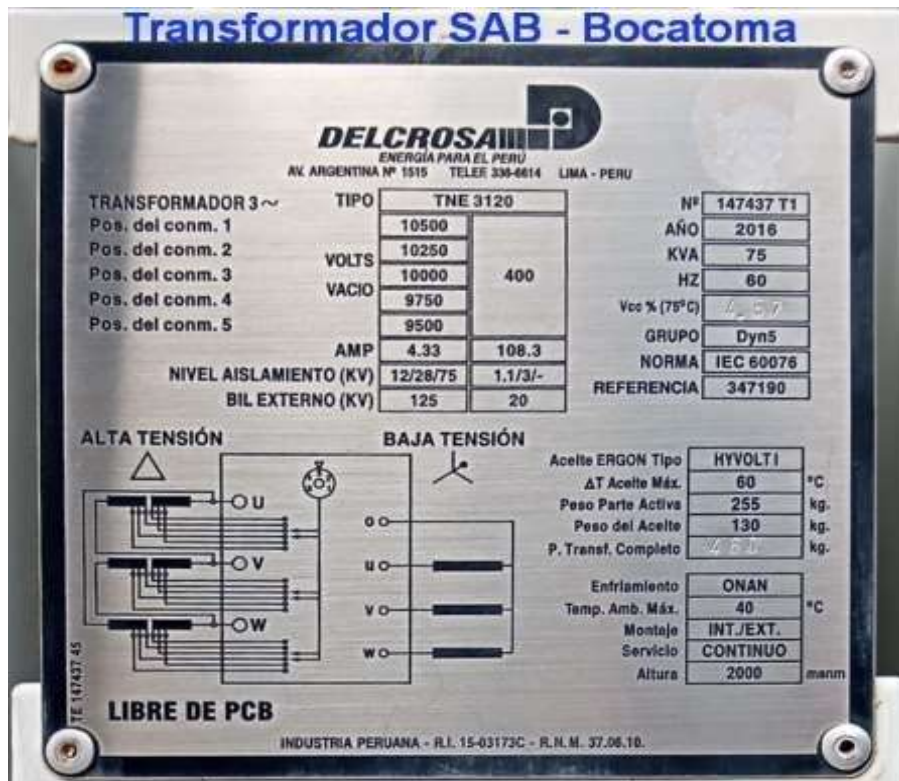 Transformador SAB - Bocatoma
DELCROSA
ENERGÍA PARA EL PERÚ
AV. ARGENTINA Nº 1515 TELEF. 336-6614 LIMA - PERU
TRANSFORMADOR 3~ TIPO TNE 3120
Pos. del conm. 1 10500
Pos. del conm. 2 10250
Pos. del conm. 3 10000
Pos. del conm. 4 9750
Pos. del conm. 5 9500
VOLTS
VACIO
400
AMP 4.33 108.3
NIVEL AISLAMIENTO (KV) 12/28/75 1.1/3/-
BIL EXTERNO (KV) 125 20
Nº 147437 T1
AÑO 2016
KVA 75
HZ 60
Vcc % (75ºC)
GRUPO Dyn5
NORMA IEC 60076
REFERENCIA 347190
ALTA TENSIÓN
BAJA TENSIÓN
U
V
W
o
u
v
w
Aceite ERGON Tipo HYVOLT I
ΔT Aceite Máx. 60 ºC
Peso Parte Activa 255 kg.
Peso del Aceite 130 kg.
P. Transf. Completo kg.
Enfriamiento ONAN
Temp. Amb. Máx. 40 ºC
Montaje INT./EXT.
Servicio CONTINUO
Altura 2000 msnm
TE 147437 45
LIBRE DE PCB
INDUSTRIA PERUANA - R.I. 15-03173C - R.N.M. 37.06.10.